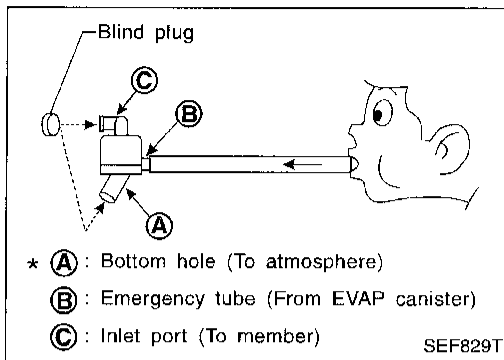 Blind plug
C
B
A
* A : Bottom hole (To atmosphere)
B : Emergency tube (From EVAP canister)
C : Inlet port (To member)
SEF829T